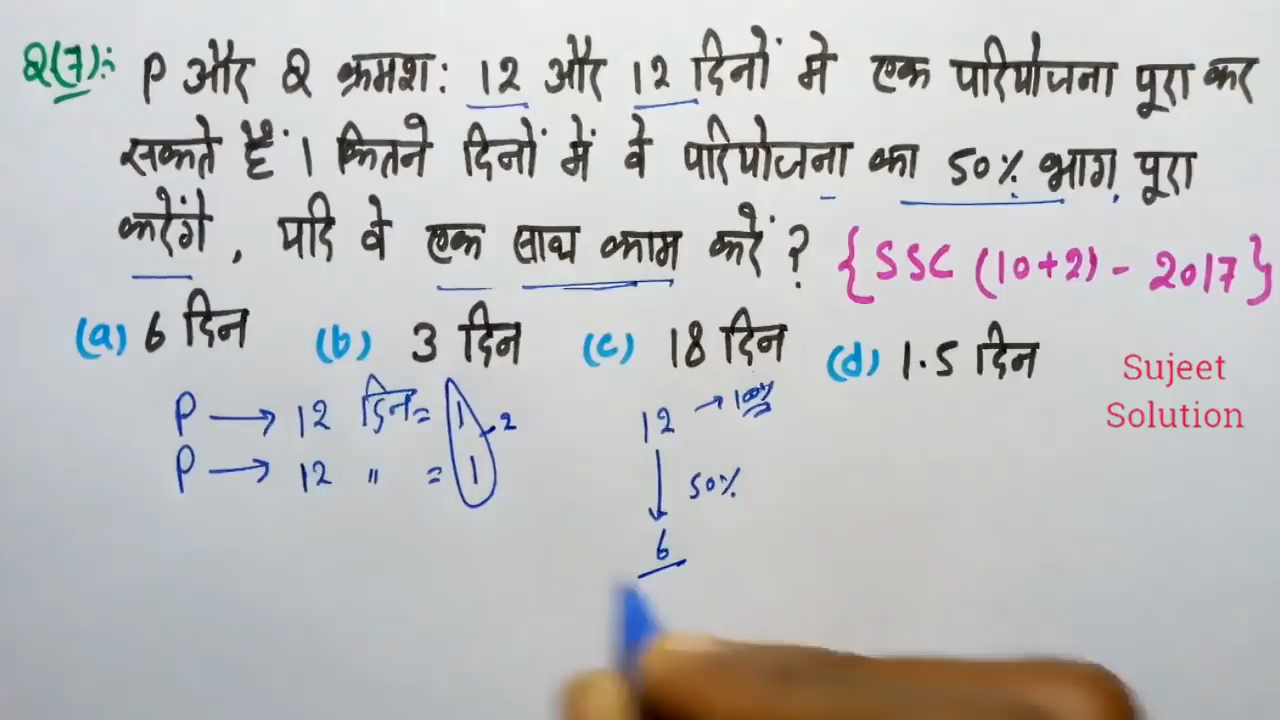 Q(7):- P और Q क्रमश: 12 और 12 दिनों मे एक परियोजना पूरा कर
सकते हैं । कितने दिनों में वे परियोजना का 50% भाग पूरा
करेंगे , यदि वे एक साथ काम करें ? {SSC (10+2) - 2017}
(a) 6 दिन (b) 3 दिन (c) 18 दिन (d) 1.5 दिन
Sujeet
Solution
P → 12 दिन = 1
P → 12 " = 1
2
12 → 100%
50%
6